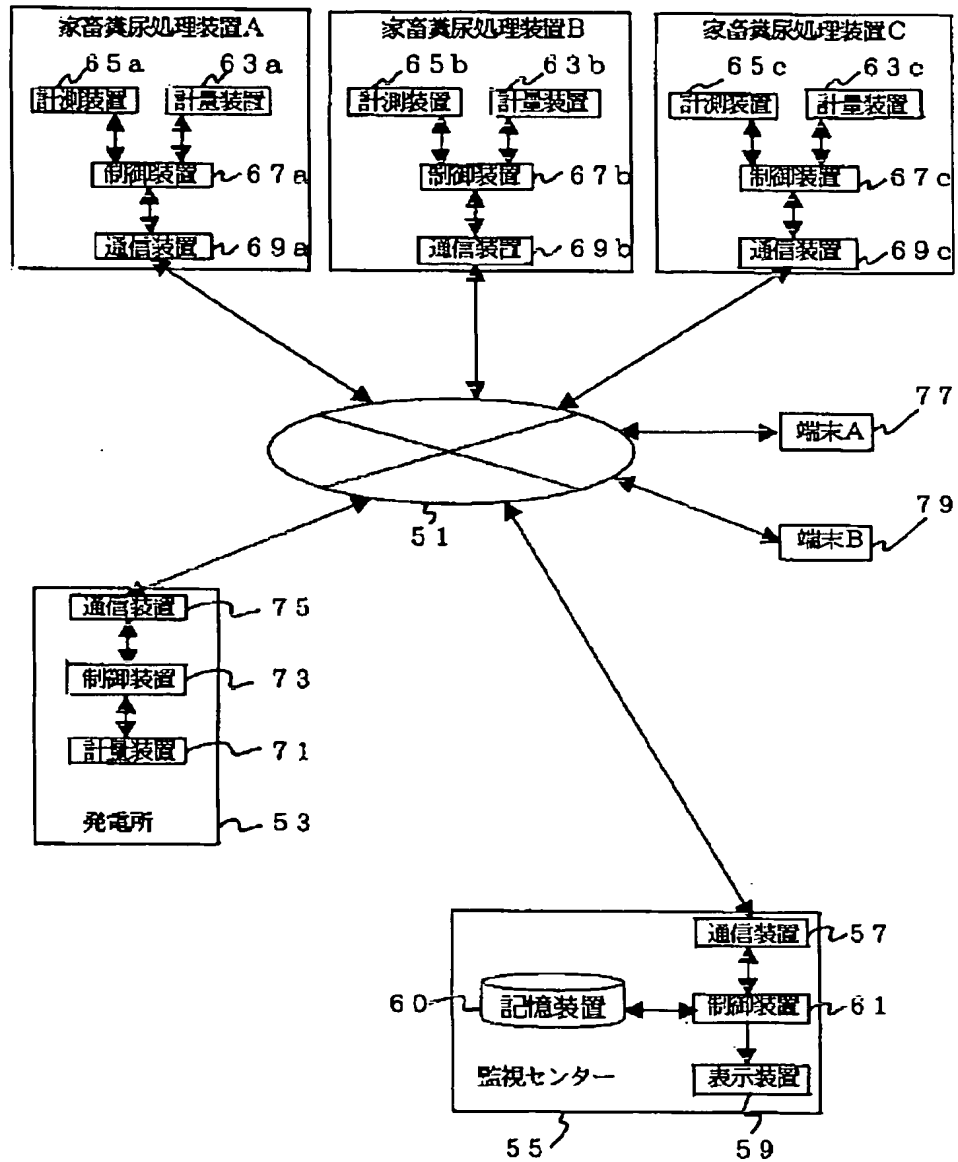 家畜糞尿処理装置A
65a
63a
計測装置
計量装置
制御装置
67a
通信装置
69a
家畜糞尿処理装置B
65b
63b
計測装置
計量装置
制御装置
67b
通信装置
69b
家畜糞尿処理装置C
65c
63c
計測装置
計量装置
制御装置
67c
通信装置
69c
51
端末A
77
端末B
79
通信装置
75
制御装置
73
計量装置
71
発電所
53
通信装置
57
60
記憶装置
制御装置
61
監視センター
表示装置
55
59